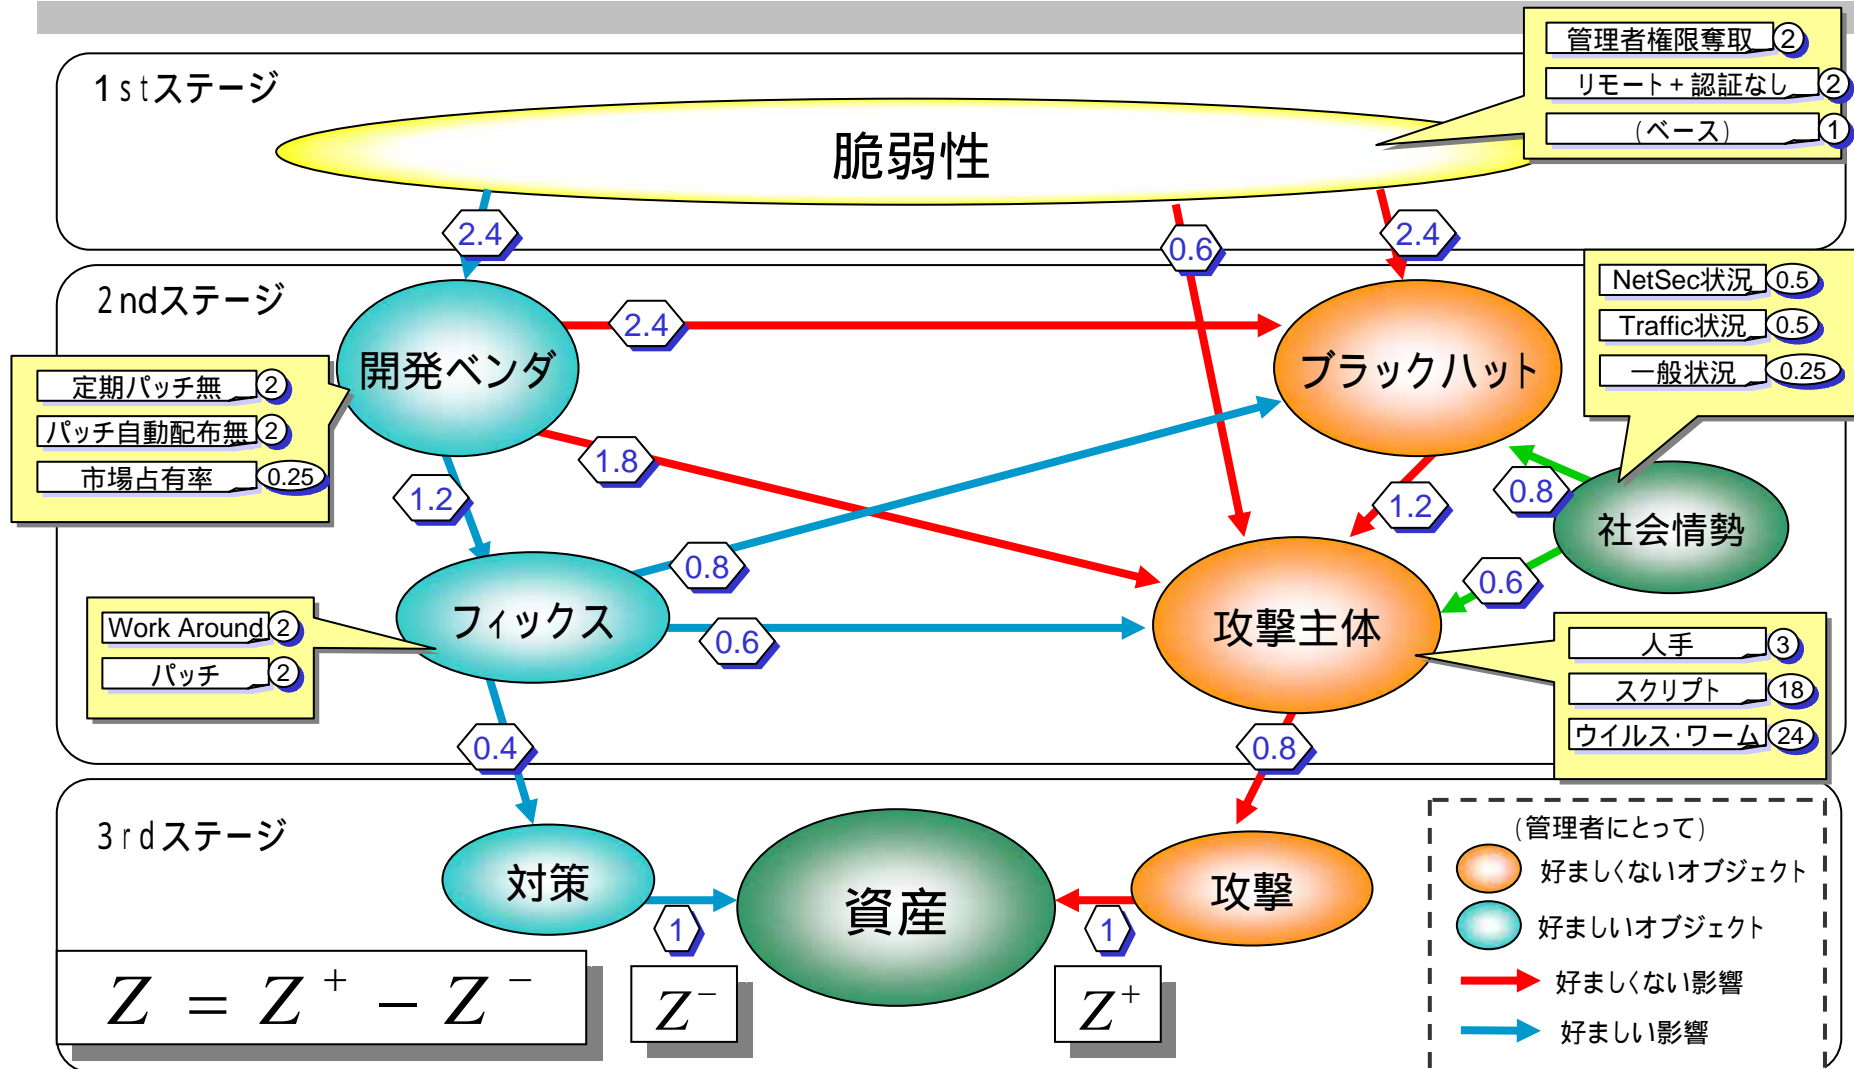 管理者権限奪取 2
リモート+認証なし 2
(ベース) 1
1stステージ
脆弱性
2.4
0.6
2.4
2ndステージ
NetSec状況 0.5
Traffic状況 0.5
一般状況 0.25
開発ベンダ
2.4
ブラックハット
定期パッチ無 2
パッチ自動配布無 2
市場占有率 0.25
1.8
1.2
1.2
0.8
社会情勢
0.8
0.6
フィックス
0.6
攻撃主体
Work Around 2
パッチ 2
人手 3
スクリプト 18
ウイルス・ワーム 24
0.4
0.8
3rdステージ
対策
資産
攻撃
1
1
Z = Z⁺ − Z⁻
Z⁻
Z⁺
(管理者にとって)
好ましくないオブジェクト
好ましいオブジェクト
好ましくない影響
好ましい影響